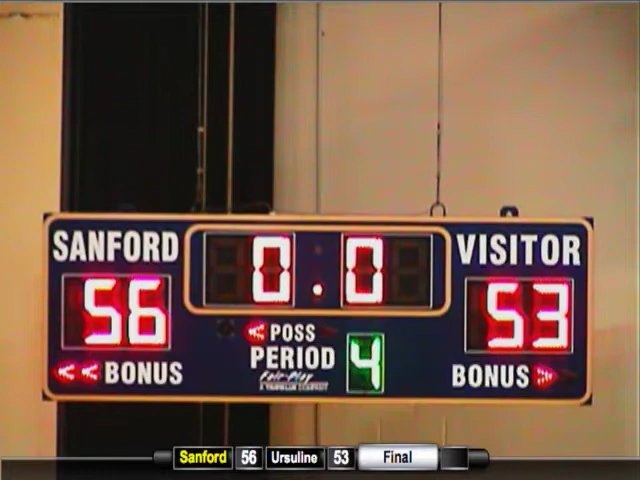 SANFORD 0.0 VISITOR
56 53
POSS
PERIOD 4
BONUS BONUS
Fair-Play
Sanford 56 Ursuline 53 Final